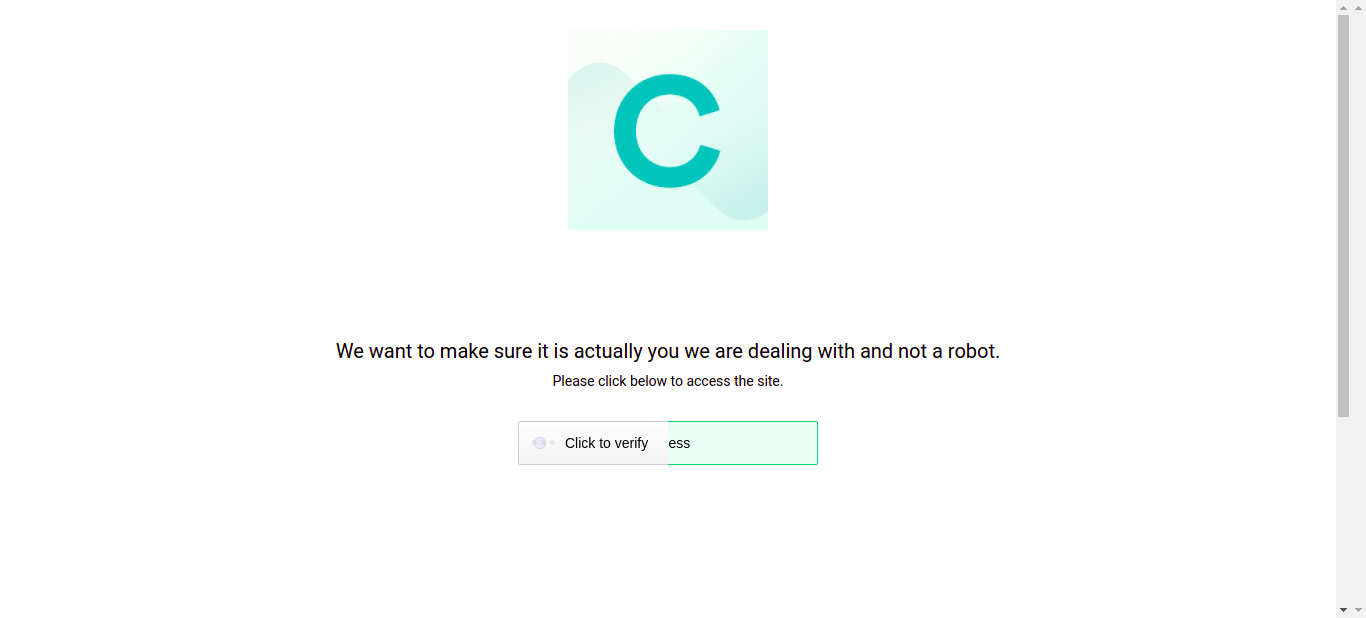 C
We want to make sure it is actually you we are dealing with and not a robot.
Please click below to access the site.
Click to verify ess